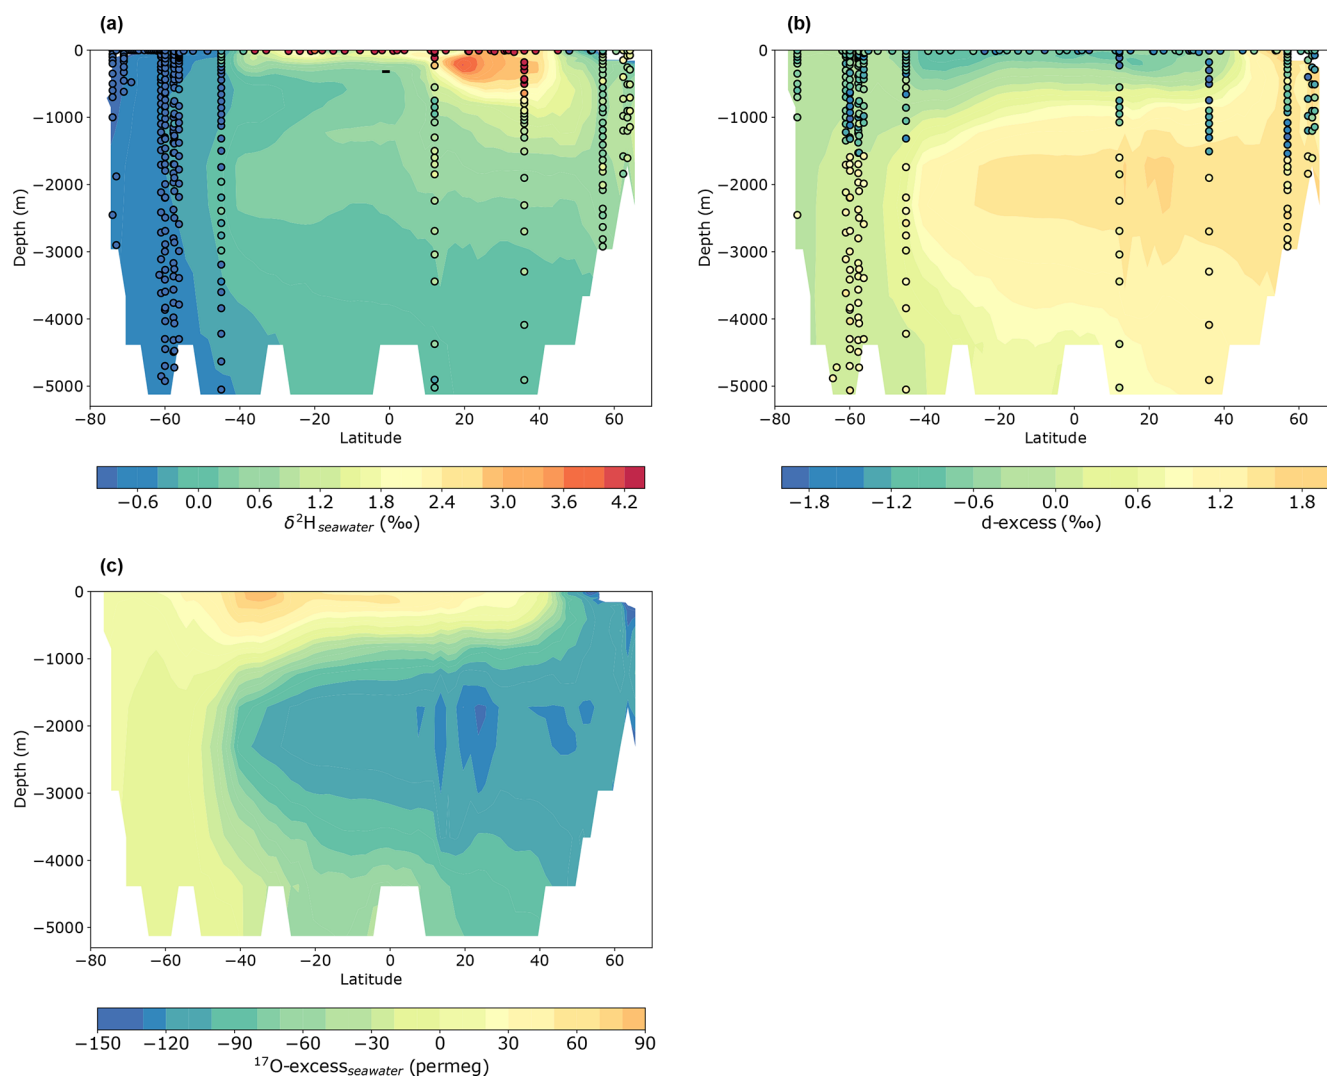 (a)
0
−1000
−2000
−3000
−4000
−5000
Depth (m)
−80 −60 −40 −20 0 20 40 60
Latitude
−0.6 0.0 0.6 1.2 1.8 2.4 3.0 3.6 4.2
δ²H seawater (‰)
(b)
0
−1000
−2000
−3000
−4000
−5000
Depth (m)
−80 −60 −40 −20 0 20 40 60
Latitude
−1.8 −1.2 −0.6 0.0 0.6 1.2 1.8
d-excess (‰)
(c)
0
−1000
−2000
−3000
−4000
−5000
Depth (m)
−80 −60 −40 −20 0 20 40 60
Latitude
−150 −120 −90 −60 −30 0 30 60 90
¹⁷O-excess seawater (permeg)